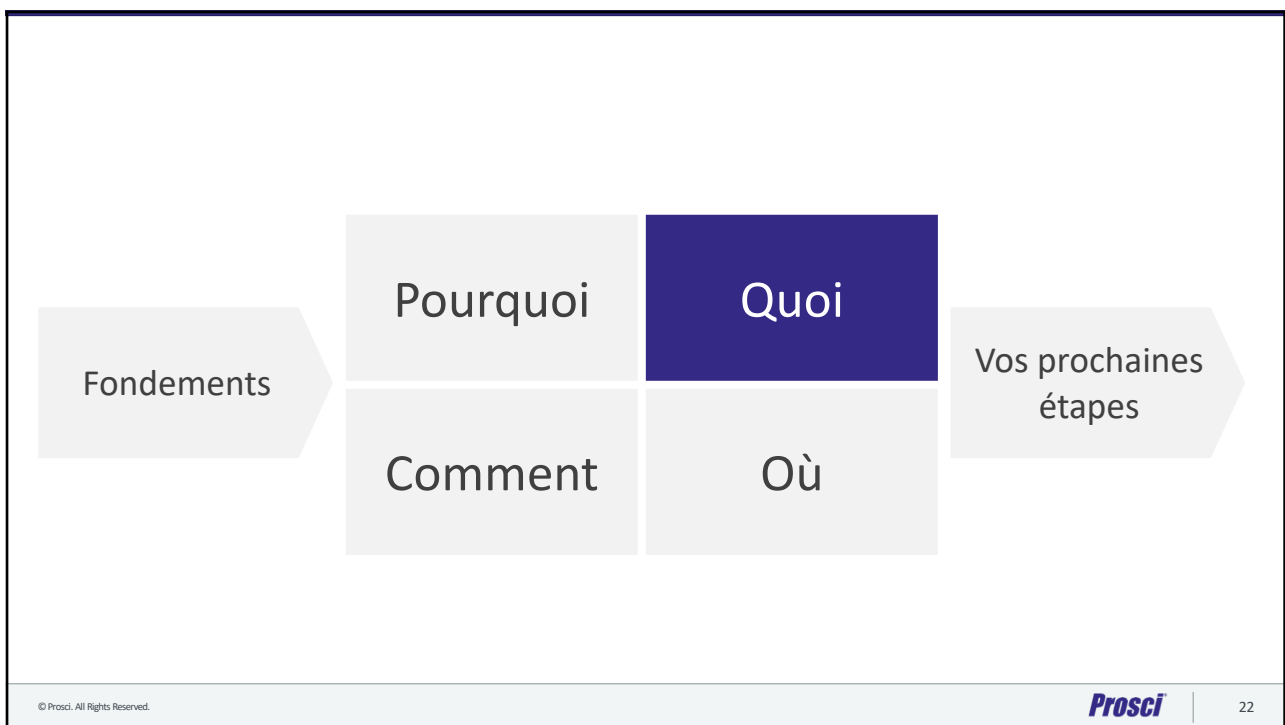 Fondements
Pourquoi
Quoi
Comment
Où
Vos prochaines
étapes
© Prosci. All Rights Reserved.
Prosci
22